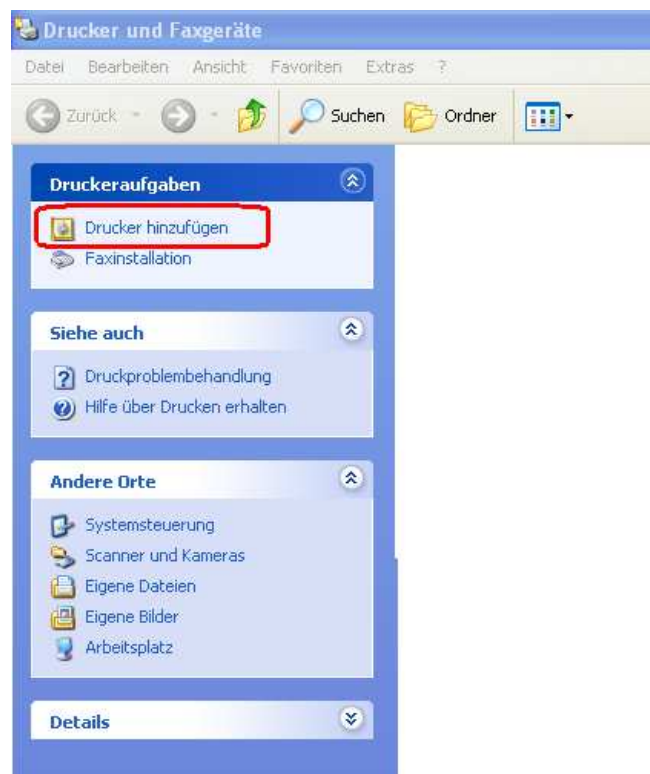 Drucker und Faxgeräte
Datei Bearbeiten Ansicht Favoriten Extras ?
Zurück Suchen Ordner
Druckeraufgaben
Drucker hinzufügen
Faxinstallation
Siehe auch
Druckproblembehandlung
Hilfe über Drucken erhalten
Andere Orte
Systemsteuerung
Scanner und Kameras
Eigene Dateien
Eigene Bilder
Arbeitsplatz
Details